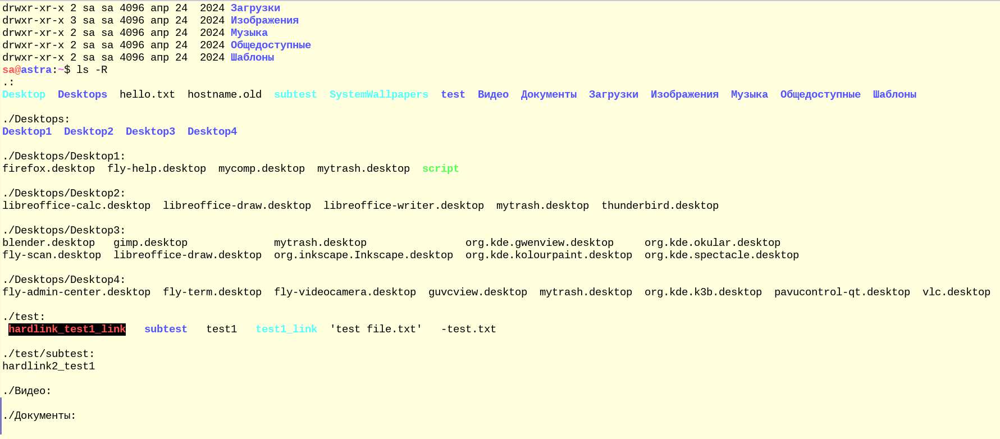 drwxr-xr-x 2 sa sa 4096 апр 24  2024 Загрузки
drwxr-xr-x 3 sa sa 4096 апр 24  2024 Изображения
drwxr-xr-x 2 sa sa 4096 апр 24  2024 Музыка
drwxr-xr-x 2 sa sa 4096 апр 24  2024 Общедоступные
drwxr-xr-x 2 sa sa 4096 апр 24  2024 Шаблоны
sa@astra:~$ ls -R
.:
Desktop  Desktops  hello.txt  hostname.old  subtest  SystemWallpapers  test  Видео  Документы  Загрузки  Изображения  Музыка  Общедоступные  Шаблоны

./Desktops:
Desktop1  Desktop2  Desktop3  Desktop4

./Desktops/Desktop1:
firefox.desktop  fly-help.desktop  mycomp.desktop  mytrash.desktop  script

./Desktops/Desktop2:
libreoffice-calc.desktop  libreoffice-draw.desktop  libreoffice-writer.desktop  mytrash.desktop  thunderbird.desktop

./Desktops/Desktop3:
blender.desktop   gimp.desktop              mytrash.desktop                org.kde.gwenview.desktop     org.kde.okular.desktop
fly-scan.desktop  libreoffice-draw.desktop  org.inkscape.Inkscape.desktop  org.kde.kolourpaint.desktop  org.kde.spectacle.desktop

./Desktops/Desktop4:
fly-admin-center.desktop  fly-term.desktop  fly-videocamera.desktop  guvcview.desktop  mytrash.desktop  org.kde.k3b.desktop  pavucontrol-qt.desktop  vlc.desktop

./test:
 hardlink_test1_link   subtest   test1   test1_link  'test file.txt'   -test.txt

./test/subtest:
hardlink2_test1

./Видео:

./Документы: